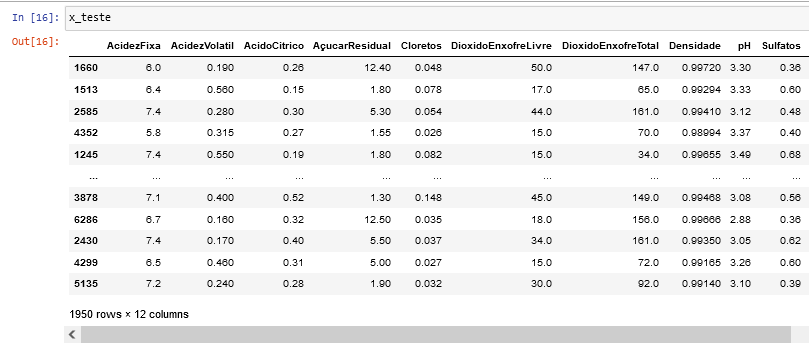 In [16]: x_teste
Out[16]:
AcidezFixa AcidezVolatil AcidoCitrico AçucarResidual Cloretos DioxidoEnxofreLivre DioxidoEnxofreTotal Densidade pH Sulfatos
1660 6.0 0.190 0.26 12.40 0.048 50.0 147.0 0.99720 3.30 0.36
1513 6.4 0.560 0.15 1.80 0.078 17.0 65.0 0.99294 3.33 0.60
2585 7.4 0.280 0.30 5.30 0.054 44.0 161.0 0.99410 3.12 0.48
4352 5.8 0.315 0.27 1.55 0.026 15.0 70.0 0.98994 3.37 0.40
1245 7.4 0.550 0.19 1.80 0.082 15.0 34.0 0.99655 3.49 0.68
... ... ... ... ... ... ... ... ... ... ...
3878 7.1 0.400 0.52 1.30 0.148 45.0 149.0 0.99468 3.08 0.56
6286 6.7 0.160 0.32 12.50 0.035 18.0 156.0 0.99666 2.88 0.36
2430 7.4 0.170 0.40 5.50 0.037 34.0 161.0 0.99350 3.05 0.62
4299 6.5 0.460 0.31 5.00 0.027 15.0 72.0 0.99165 3.26 0.60
5135 7.2 0.240 0.28 1.90 0.032 30.0 92.0 0.99140 3.10 0.39
1950 rows × 12 columns